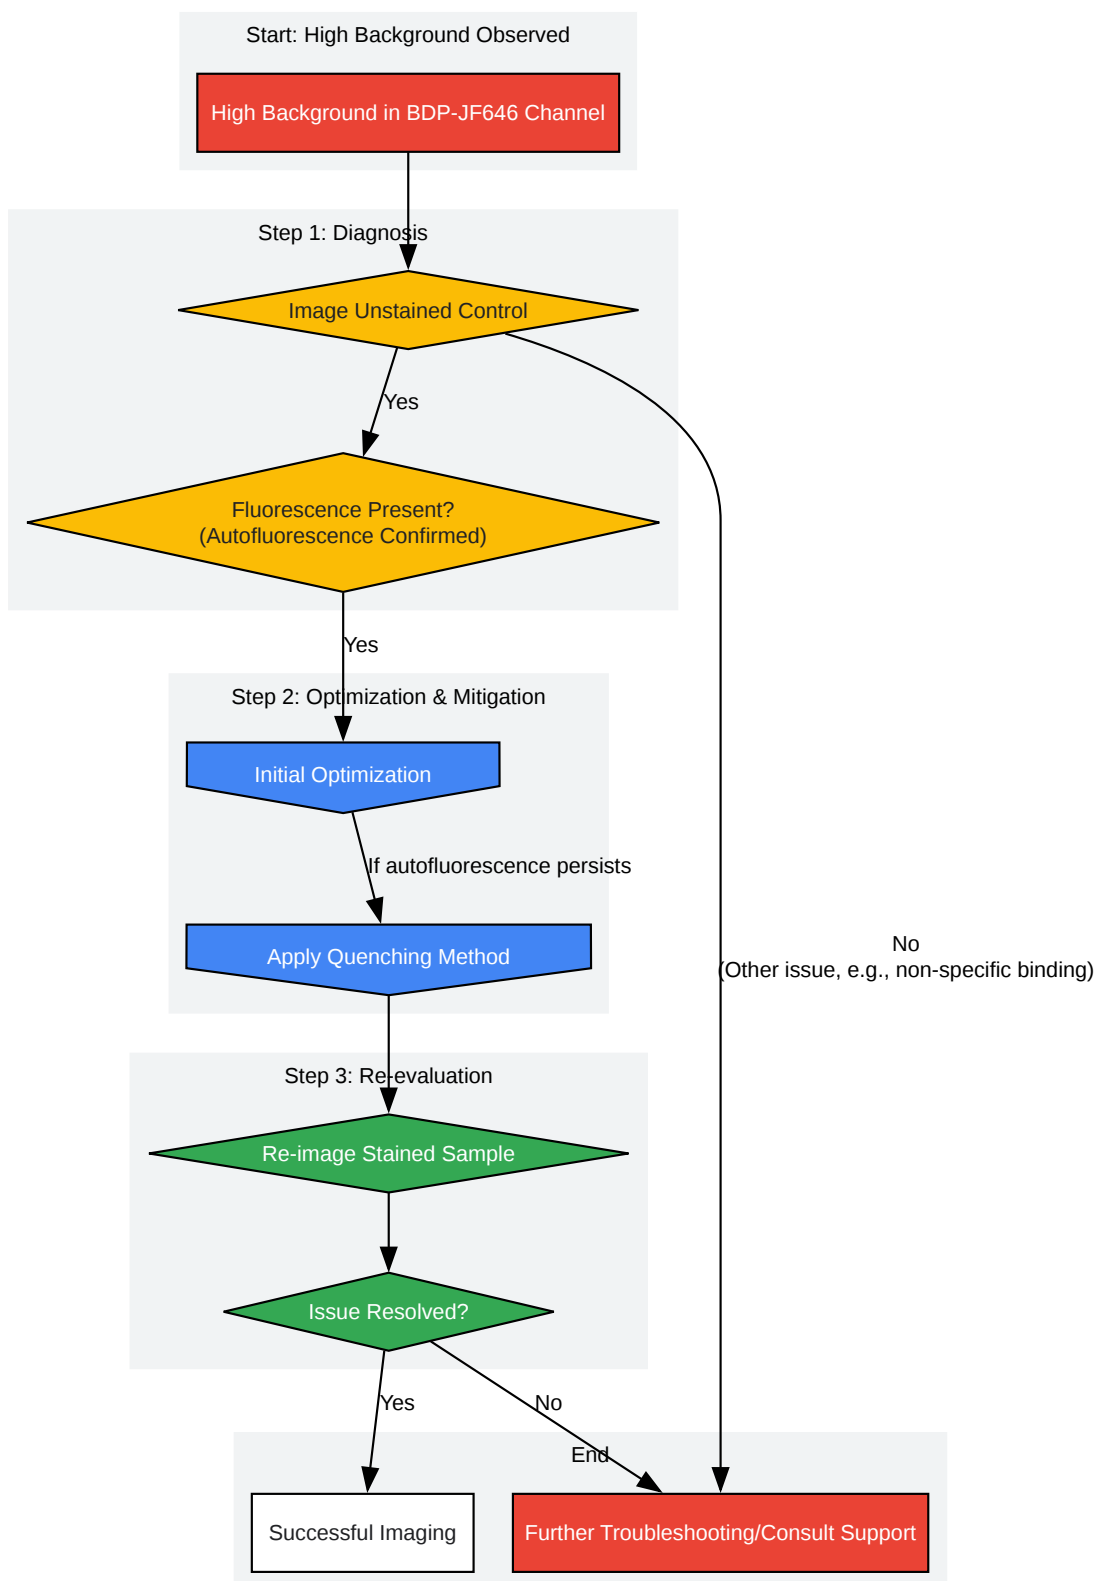 Start: High Background Observed
High Background in BDP-JF646 Channel
Step 1: Diagnosis
Image Unstained Control
Yes
Fluorescence Present?
(Autofluorescence Confirmed)
Yes
Step 2: Optimization & Mitigation
Initial Optimization
If autofluorescence persists
Apply Quenching Method
No
(Other issue, e.g., non-specific binding)
Step 3: Re-evaluation
Re-image Stained Sample
Issue Resolved?
Yes
No
End
Successful Imaging
Further Troubleshooting/Consult Support